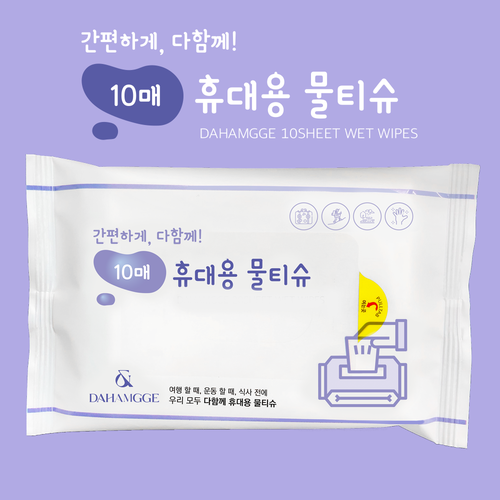 간편하게, 다함께!
10매 휴대용 물티슈
DAHAMGGE 10SHEET WET WIPES
간편하게, 다함께!
10매 휴대용 물티슈
DAHAMGGE
여행 할 때, 운동 할 때, 식사 전에
우리 모두 다함께 휴대용 물티슈